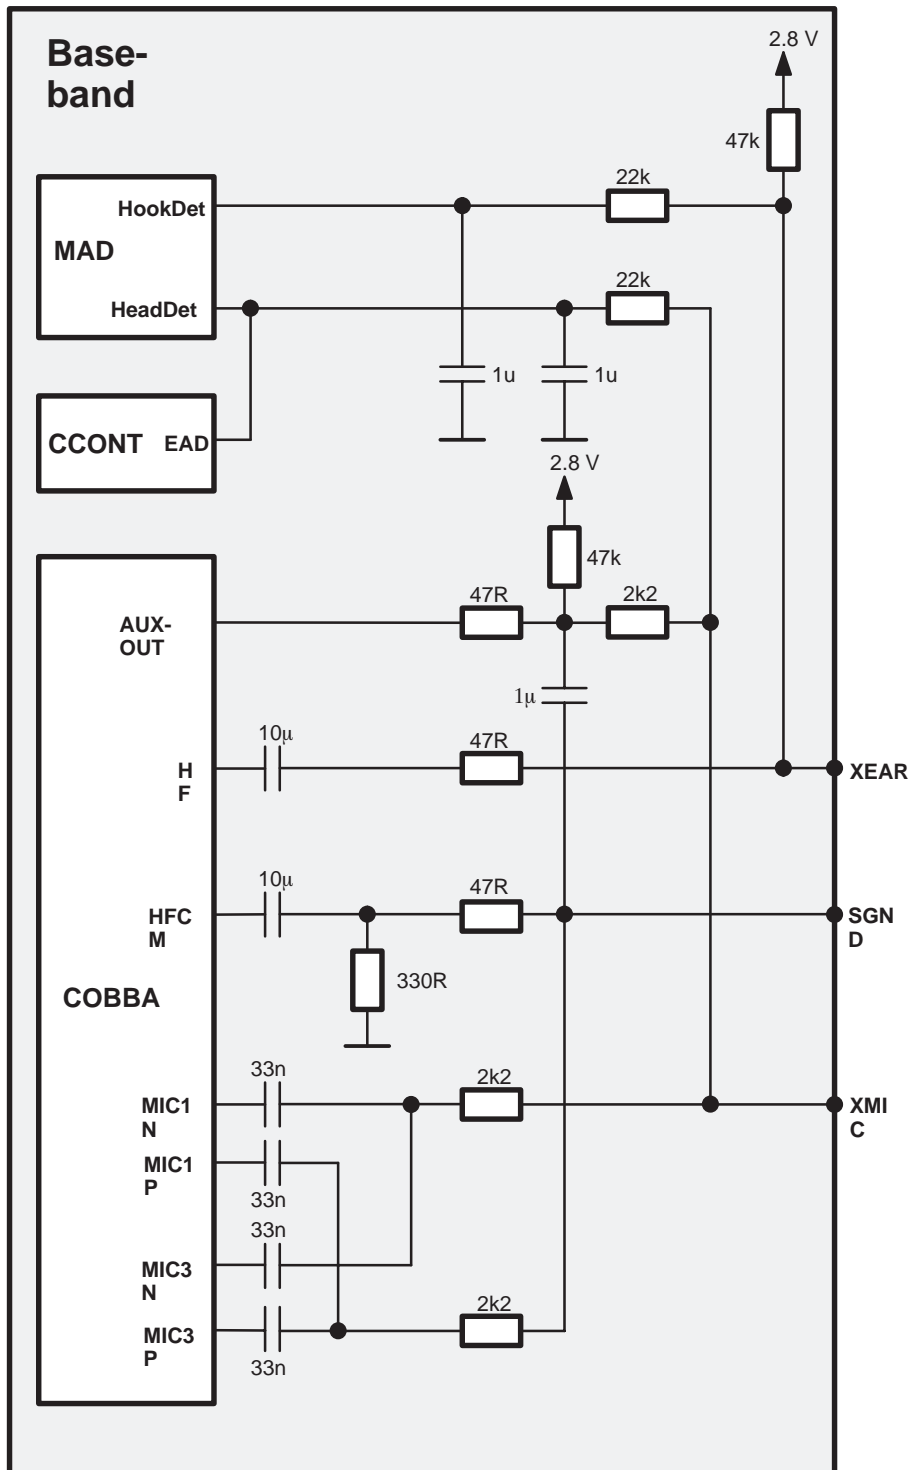 Base-
band
2.8 V
47k
22k
HookDet
MAD
22k
HeadDet
1u
1u
CCONT
EAD
2.8 V
47k
47R
2k2
AUX-
OUT
1μ
10μ
47R
H
F
XEAR
10μ
47R
HFC
M
SGN
D
330R
COBBA
33n
2k2
MIC1
N
XMI
C
MIC1
P
33n
33n
MIC3
N
2k2
MIC3
P
33n